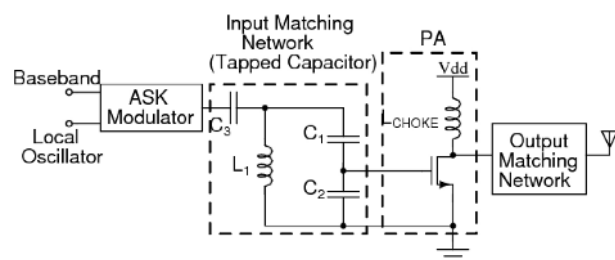 Input Matching
Network
(Tapped Capacitor)
PA
Baseband
Local
Oscillator
ASK
Modulator
C3
L1
C1
C2
Vdd
LCHOKE
Output
Matching
Network